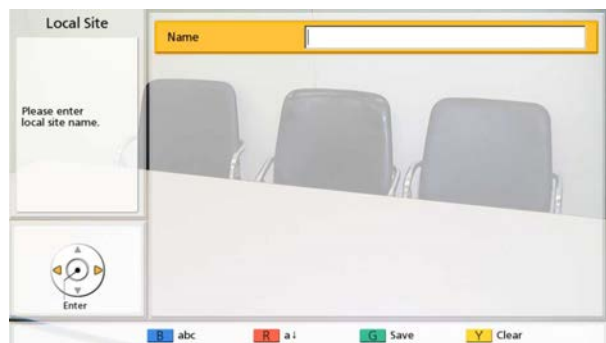 Local Site
Name
Please enter
local site name.
Enter
B abc
R a↓
G Save
Y Clear